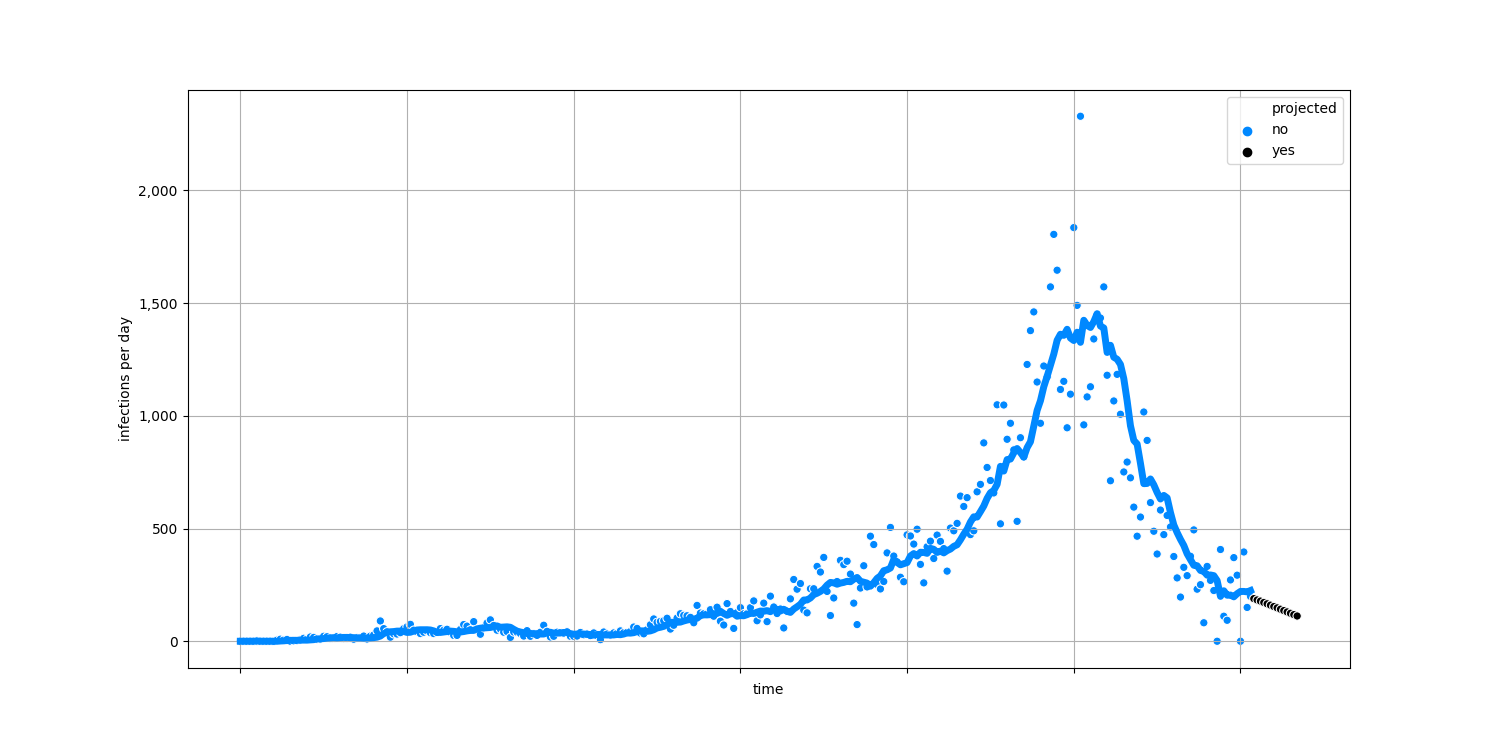 projected
no
yes
2,000
1,500
1,000
500
0
infections per day
time